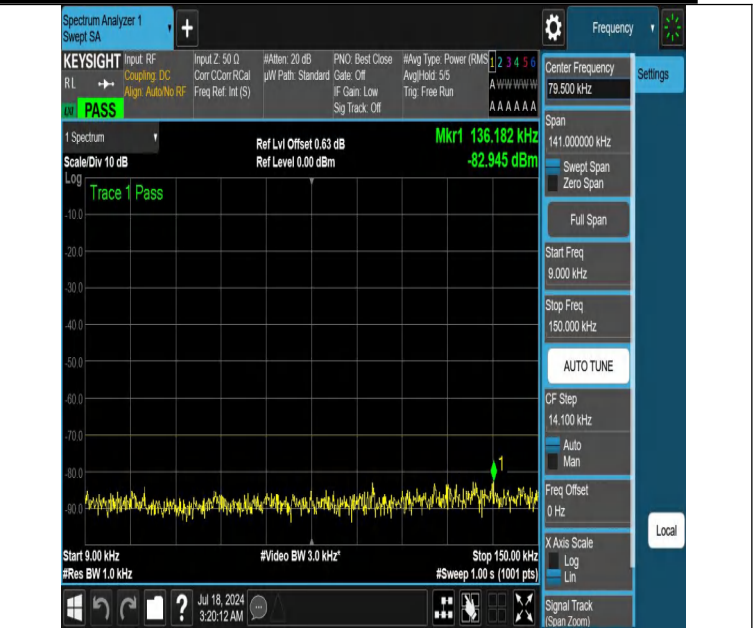 Spectrum Analyzer 1
Swept SA
+
Frequency
KEYSIGHT
RL
PASS
Input: RF
Coupling: DC
Align: Auto/No RF
Input Z: 50 Ω
Corr CCorr RCal
Freq Ref: Int (S)
#Atten: 20 dB
µW Path: Standard
PNO: Best Close
Gate: Off
IF Gain: Low
Sig Track: Off
#Avg Type: Power (RMS
Avg|Hold: 5/5
Trig: Free Run
1 2 3 4 5 6
A W W W W W
A A A A A A
Center Frequency
79.500 kHz
Settings
1 Spectrum
Scale/Div 10 dB
Ref Lvl Offset 0.63 dB
Ref Level 0.00 dBm
Mkr1 136.182 kHz
-82.945 dBm
Span
141.000000 kHz
Swept Span
Zero Span
Full Span
Start Freq
9.000 kHz
Stop Freq
150.000 kHz
AUTO TUNE
CF Step
14.100 kHz
Auto
Man
Freq Offset
0 Hz
X Axis Scale
Log
Lin
Signal Track
(Span Zoom)
Local
Log
Trace 1 Pass
-10.0
-20.0
-30.0
-40.0
-50.0
-60.0
-70.0
-80.0
-90.0
1
Start 9.00 kHz
#Res BW 1.0 kHz
#Video BW 3.0 kHz*
Stop 150.00 kHz
#Sweep 1.00 s (1001 pts)
?
Jul 18, 2024
3:20:12 AM